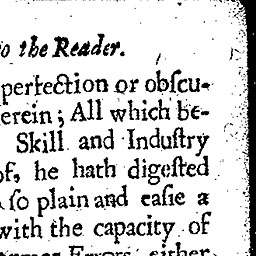 to the Reader.
perfection or obſcu-
erein; All which be-
Skill and Induſtry
of, he hath digeſted
ſo plain and eaſie a
with the capacity of
Errors, either